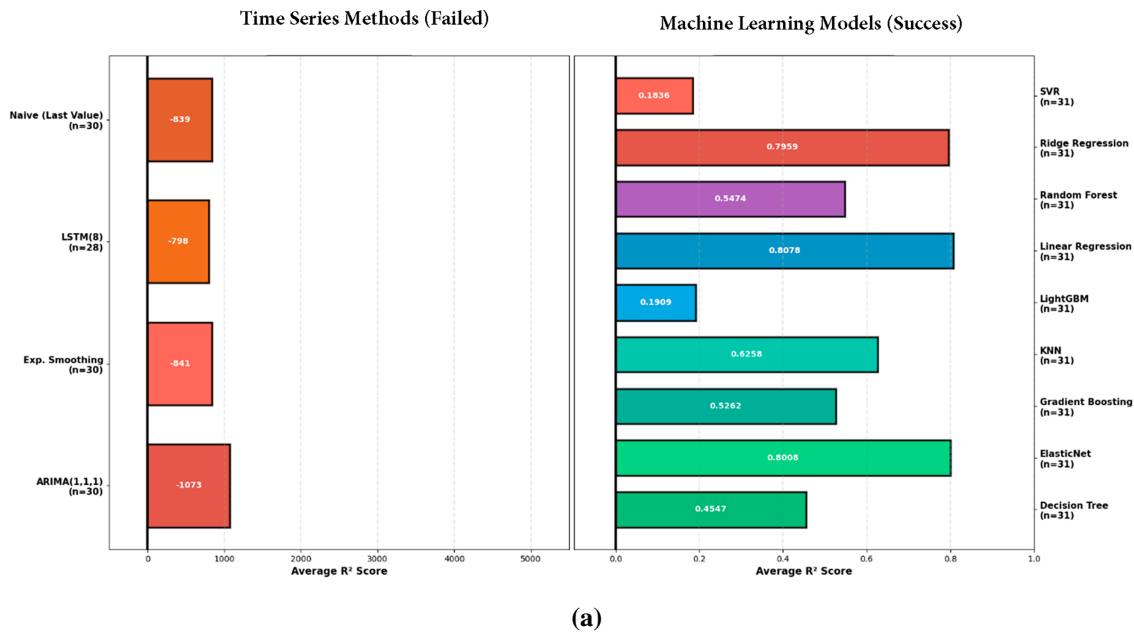 Time Series Methods (Failed)
Naive (Last Value)
(n=30)
-839
LSTM(8)
(n=28)
-798
Exp. Smoothing
(n=30)
-841
ARIMA(1,1,1)
(n=30)
-1073
0 1000 2000 3000 4000 5000
Average R² Score
Machine Learning Models (Success)
0.1836
SVR
(n=31)
0.7959
Ridge Regression
(n=31)
0.5474
Random Forest
(n=31)
0.8078
Linear Regression
(n=31)
0.1909
LightGBM
(n=31)
0.6258
KNN
(n=31)
0.5262
Gradient Boosting
(n=31)
0.8008
ElasticNet
(n=31)
0.4547
Decision Tree
(n=31)
0.0 0.2 0.4 0.6 0.8 1.0
Average R² Score
(a)